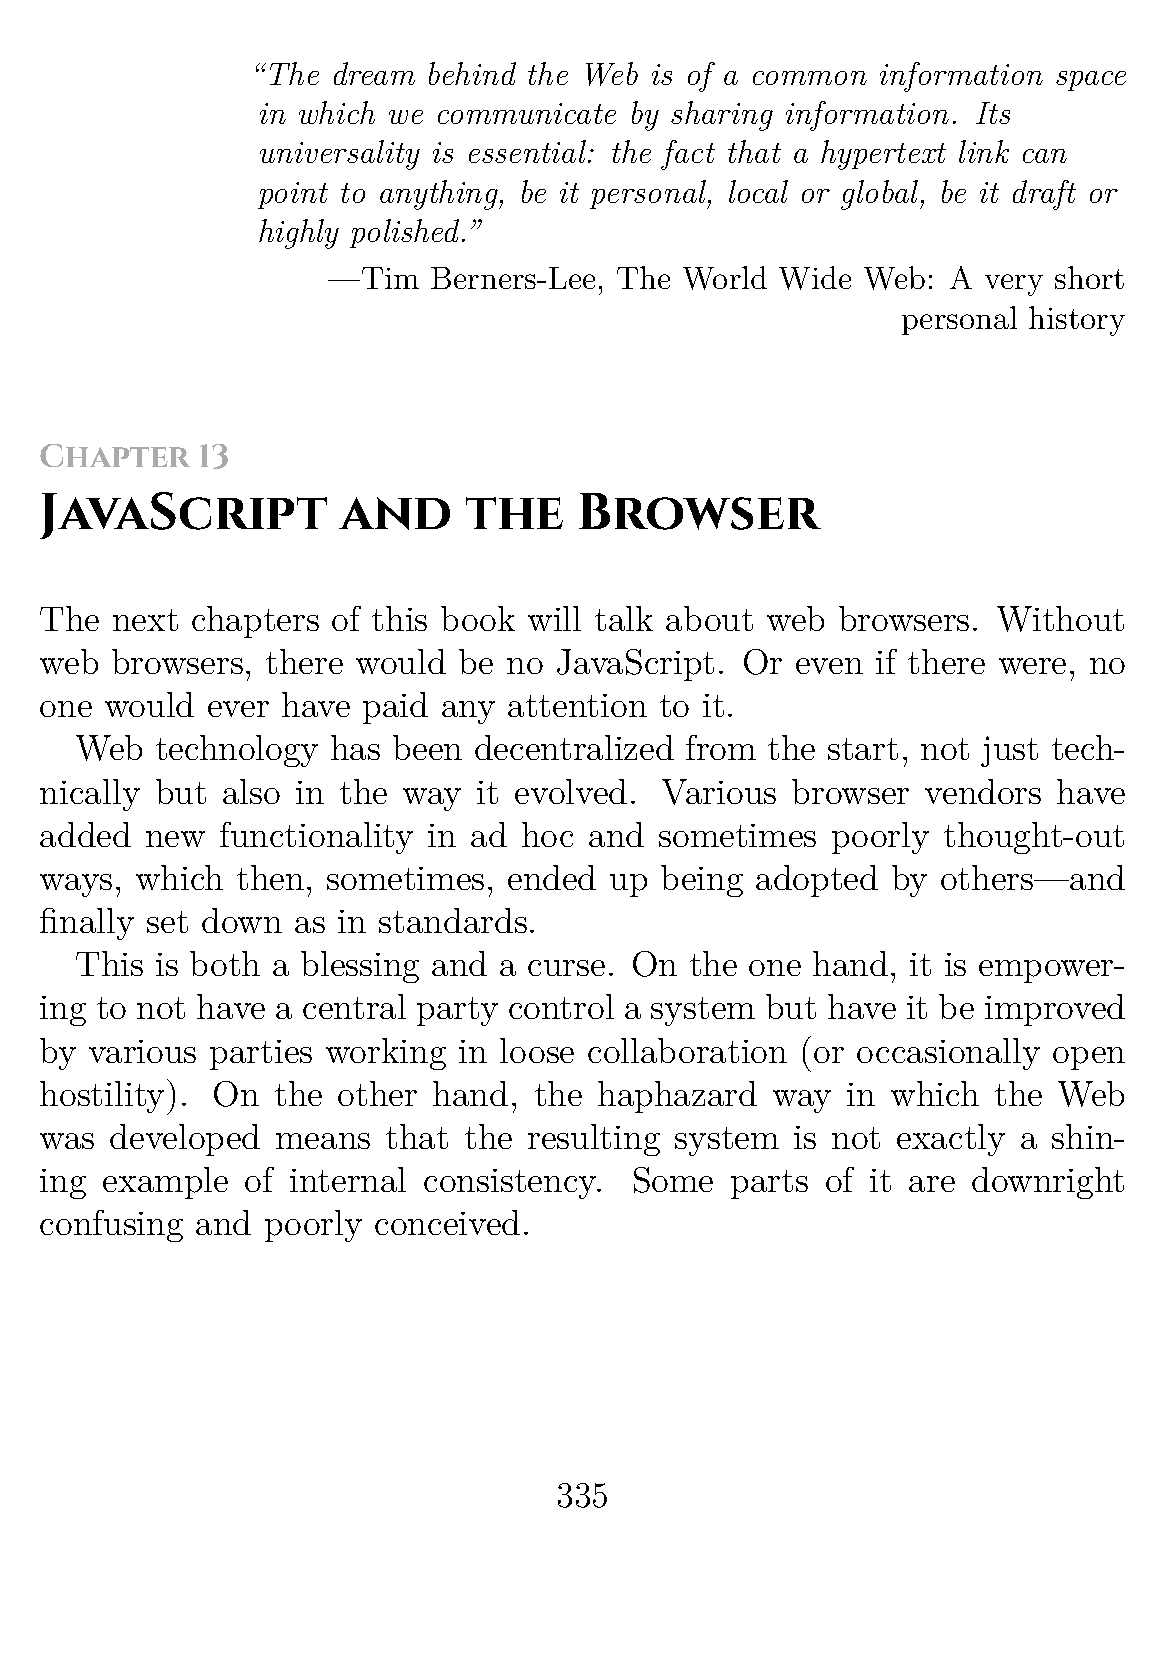 “The dream behind the Web is of a common information space
in which we communicate by sharing information. Its
universality is essential: the fact that a hypertext link can
point to anything, be it personal, local or global, be it draft or
highly polished.”
—Tim Berners-Lee, The World Wide Web: A very short
personal history
Chapter 13
JavaScript and the Browser
The next chapters of this book will talk about web browsers. Without
web browsers, there would be no JavaScript. Or even if there were, no
one would ever have paid any attention to it.
Web technology has been decentralized from the start, not just tech-
nically but also in the way it evolved. Various browser vendors have
added new functionality in ad hoc and sometimes poorly thought-out
ways, which then, sometimes, ended up being adopted by others—and
finally set down as in standards.
This is both a blessing and a curse. On the one hand, it is empower-
ing to not have a central party control a system but have it be improved
by various parties working in loose collaboration (or occasionally open
hostility). On the other hand, the haphazard way in which the Web
was developed means that the resulting system is not exactly a shin-
ing example of internal consistency. Some parts of it are downright
confusing and poorly conceived.
335